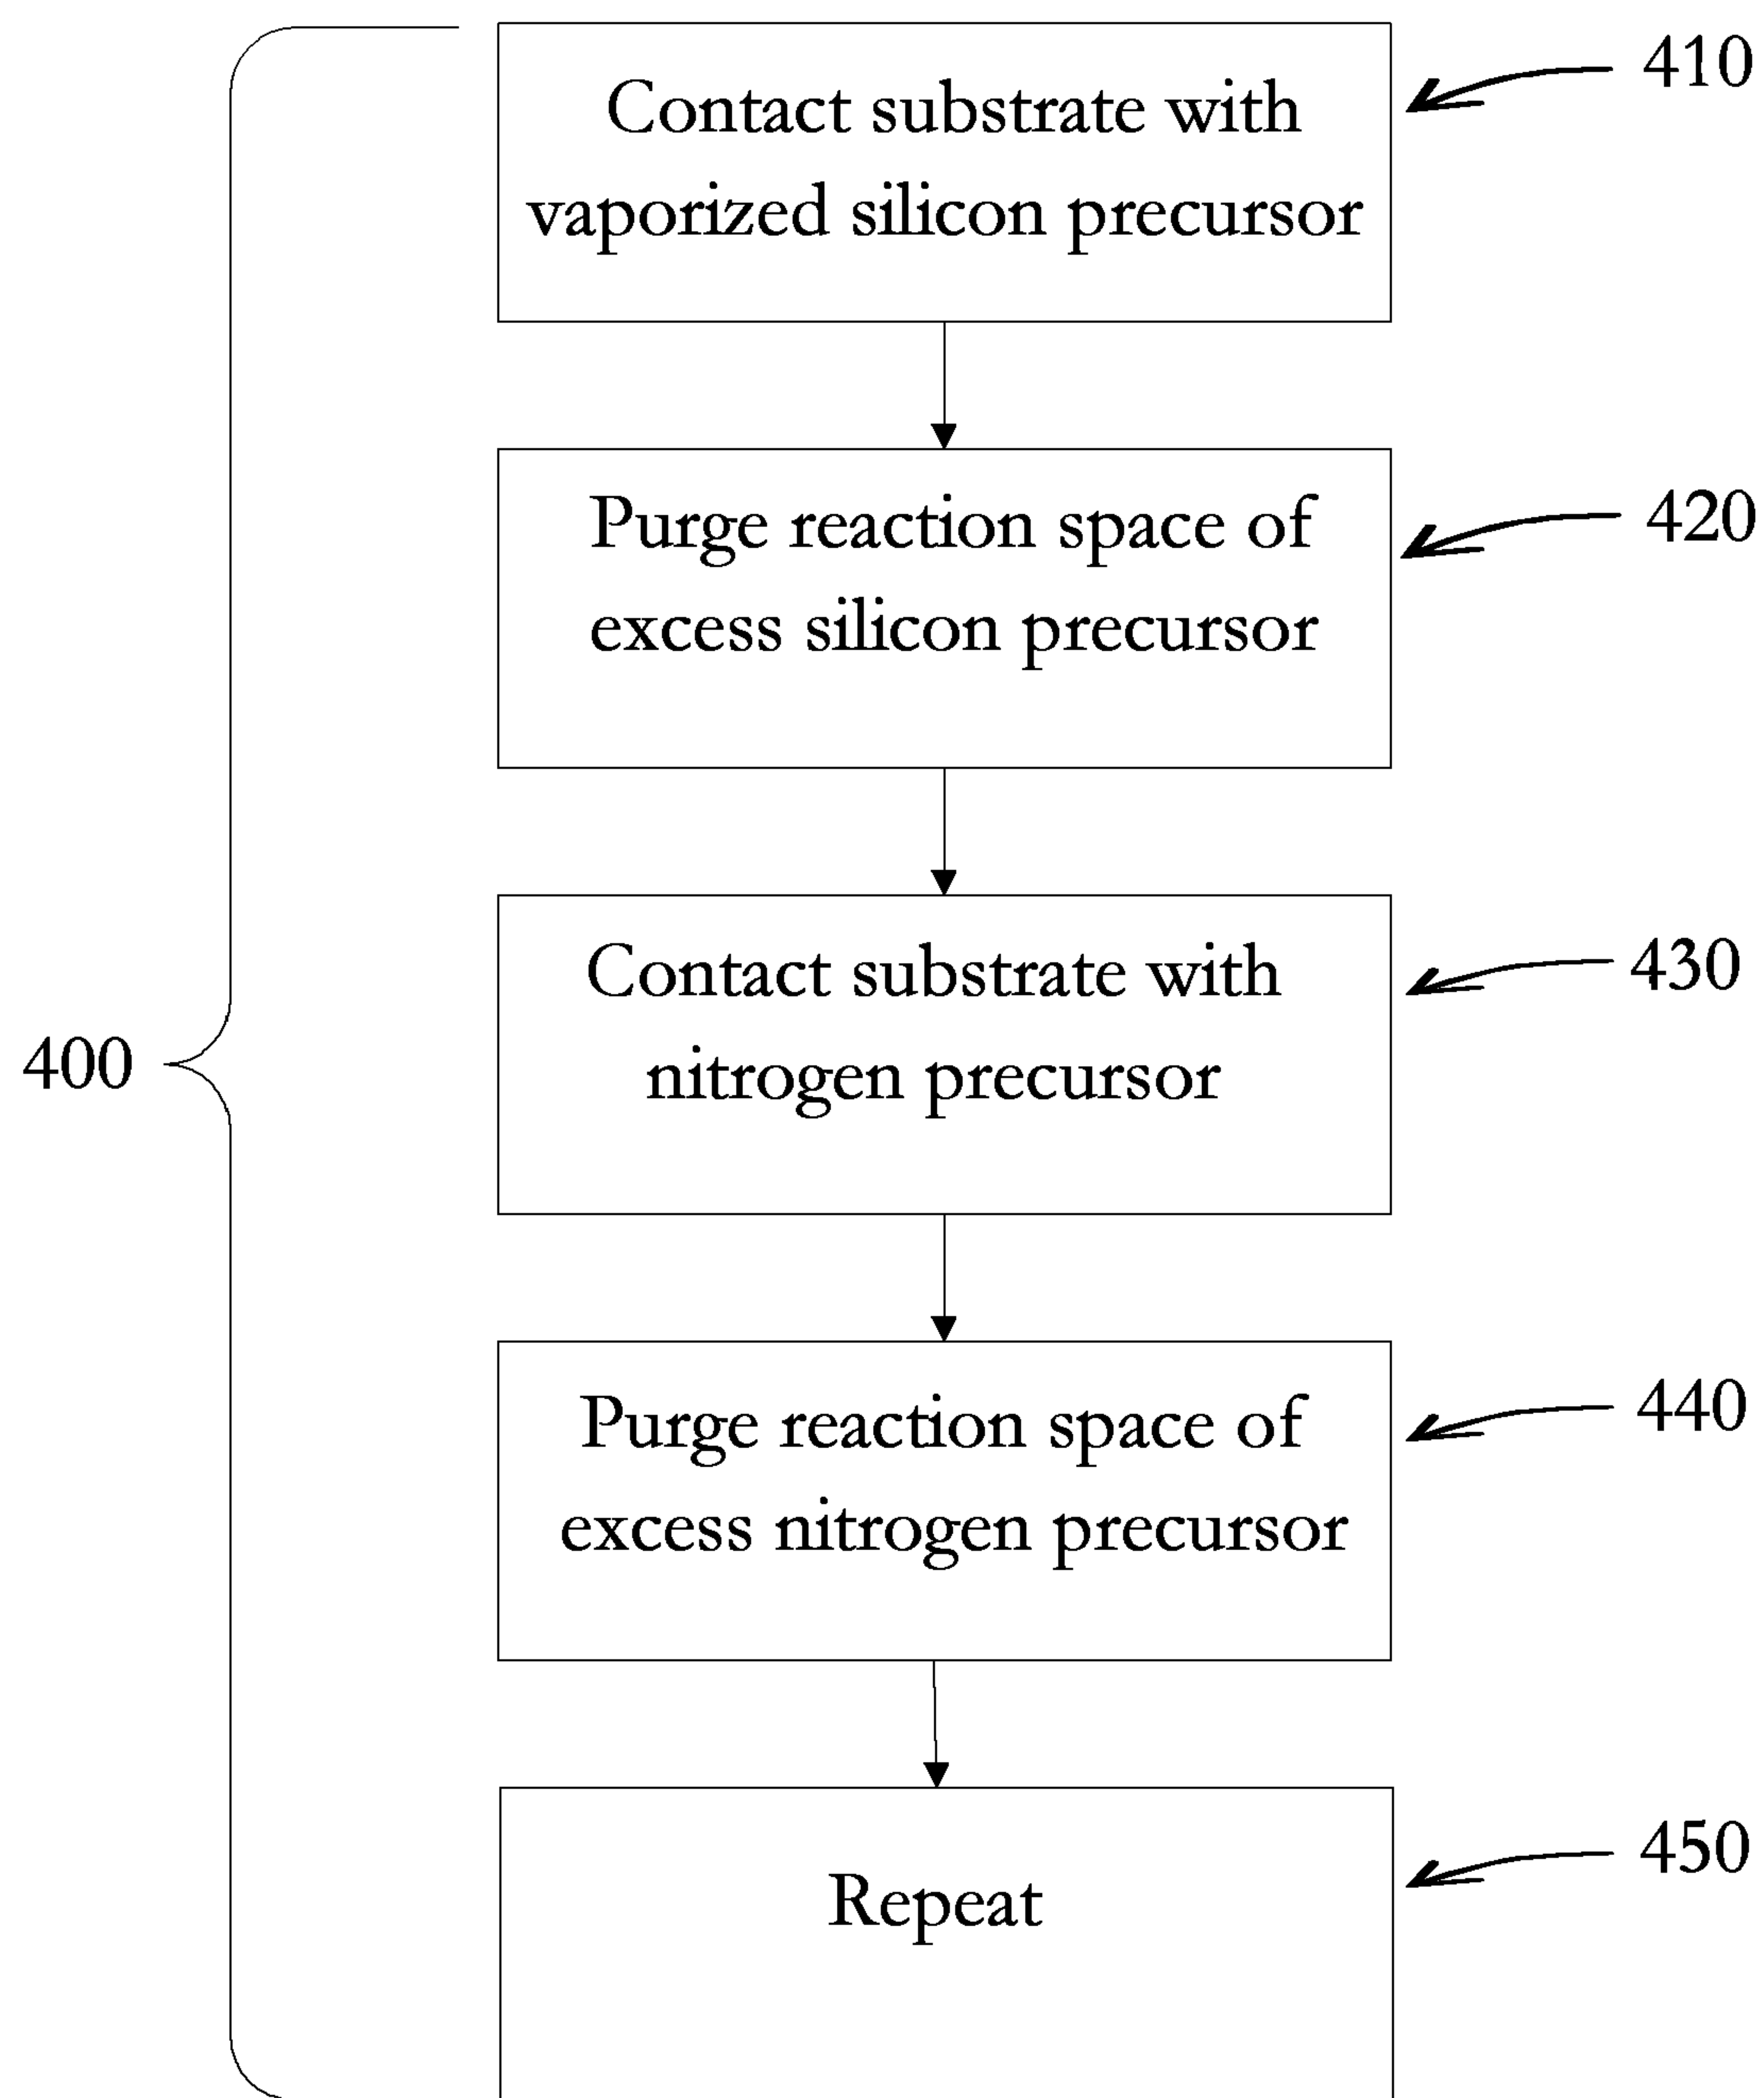 Contact substrate with
vaporized silicon precursor
410
Purge reaction space of
excess silicon precursor
420
Contact substrate with
nitrogen precursor
430
400
Purge reaction space of
excess nitrogen precursor
440
Repeat
450